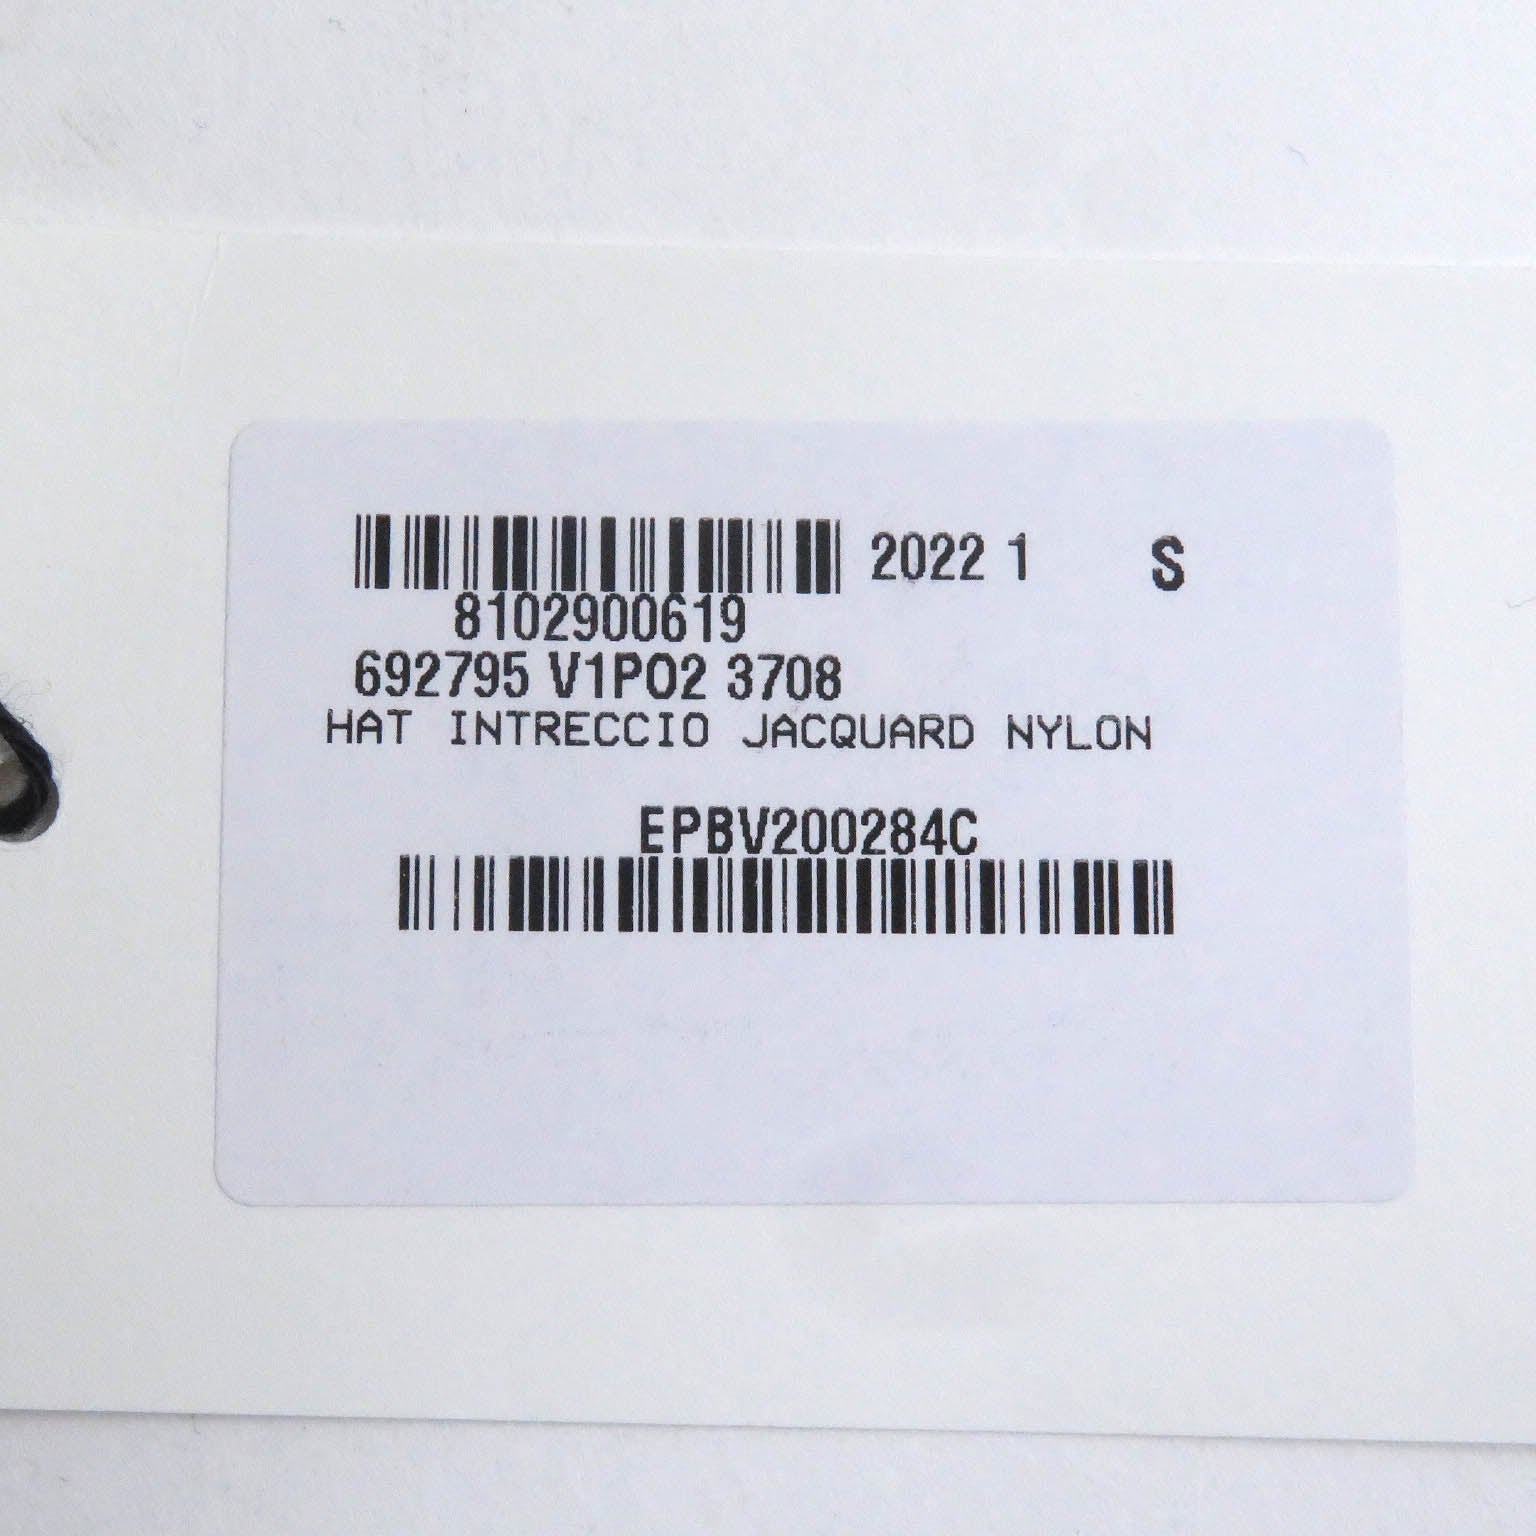 2022 1 S
8102900619
692795 V1PO2 3708
HAT INTRECCIO JACQUARD NYLON
EPBV200284C